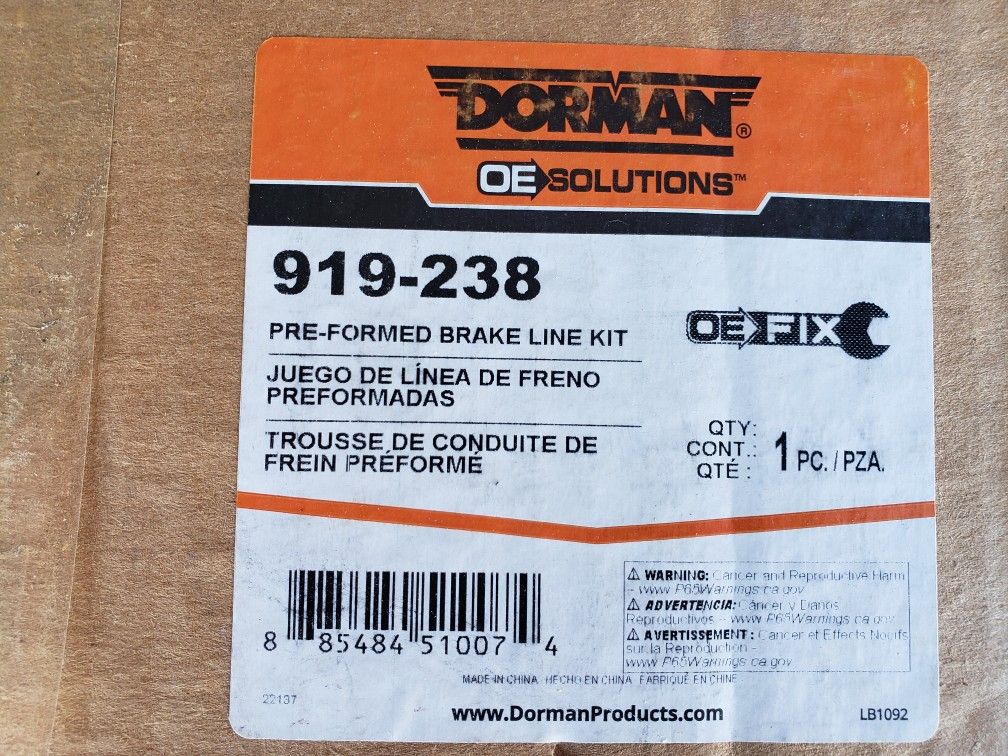 DORMAN®
OE SOLUTIONS™
919-238
PRE-FORMED BRAKE LINE KIT
OE FIX
JUEGO DE LÍNEA DE FRENO
PREFORMADAS
TROUSSE DE CONDUITE DE
FREIN PRÉFORMÉ
QTY:
CONT.:
QTÉ :
1 PC. / PZA.
⚠ WARNING: Cancer and Reproductive Harm
- www.P65Warnings.ca.gov
⚠ ADVERTENCIA: Cáncer y Daños
Reproductivos - www.P65Warnings.ca.gov
⚠ AVERTISSEMENT : Cancer et Effects Nocifs
sur la Reproduction -
www.P65Warnings.ca.gov
8 85484 51007 4
MADE IN CHINA HECHO EN CHINA FABRIQUÉ EN CHINE
22137
www.DormanProducts.com
LB1092